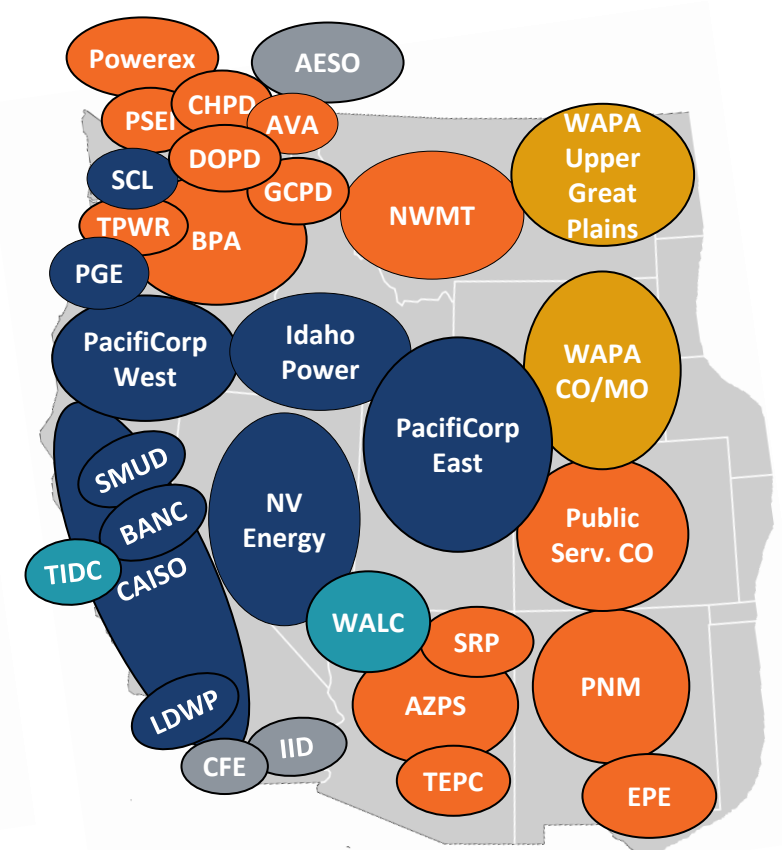 Powerex
AESO
CHPD
PSEI
AVA
WAPA
Upper
Great
Plains
DOPD
SCL
GCPD
NWMT
TPWR
BPA
PGE
PacifiCorp
West
Idaho
Power
WAPA
CO/MO
PacifiCorp
East
SMUD
BANC
NV
Energy
Public
Serv. CO
TIDC
CAISO
WALC
SRP
PNM
LDWP
AZPS
IID
CFE
TEPC
EPE